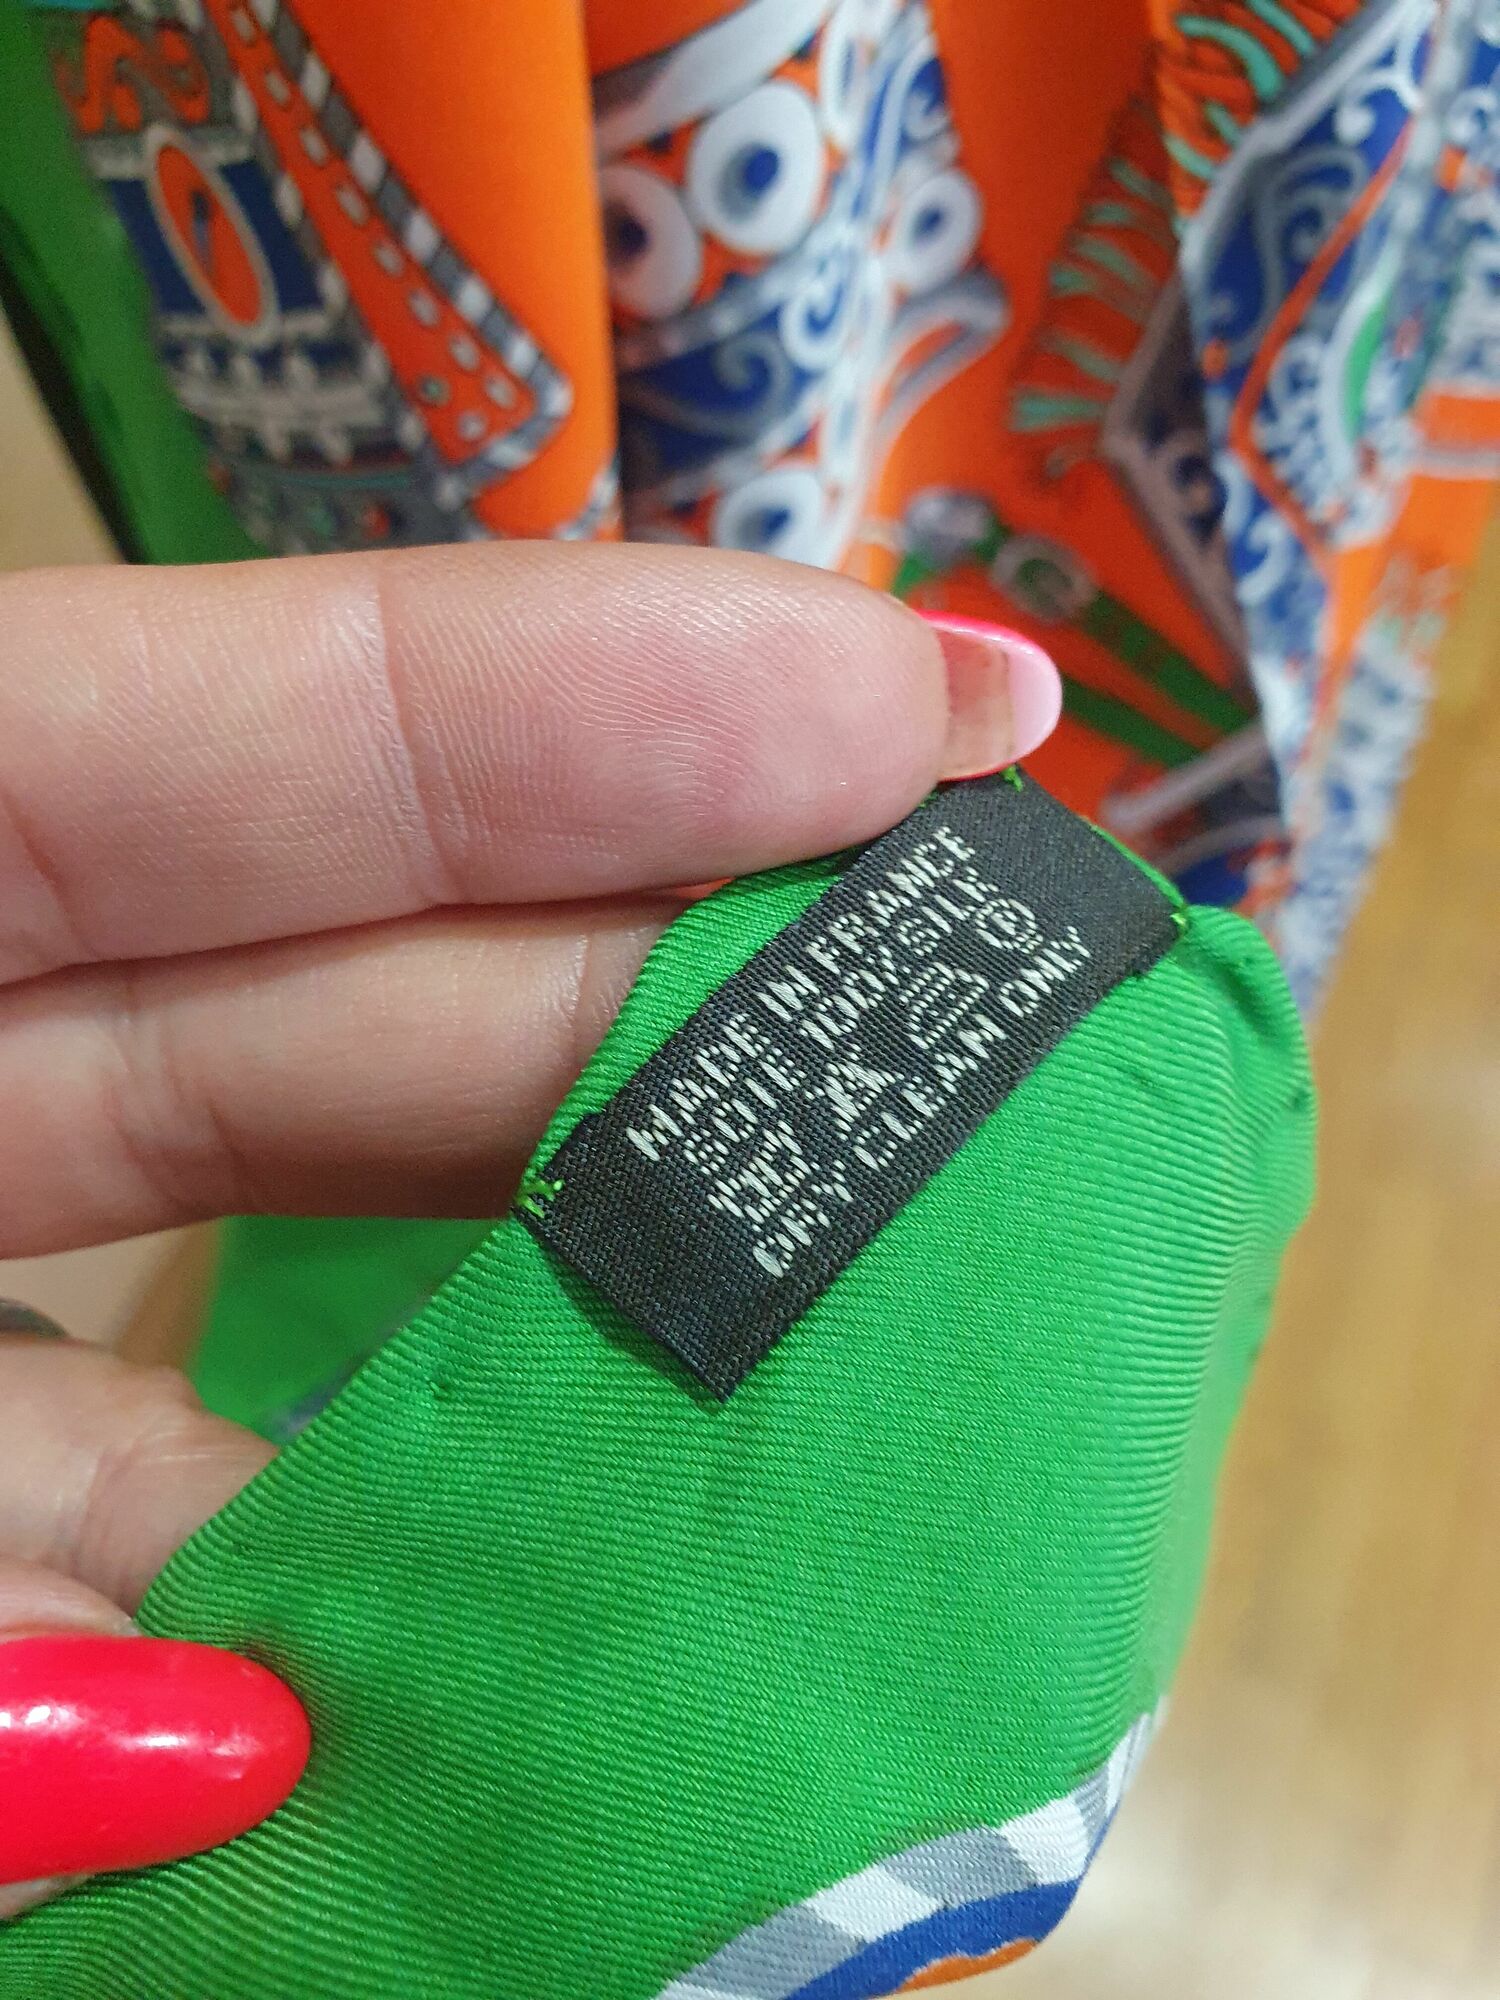 MADE IN FRANCE
SOIE 100% SILK
DRY CLEAN ONLY